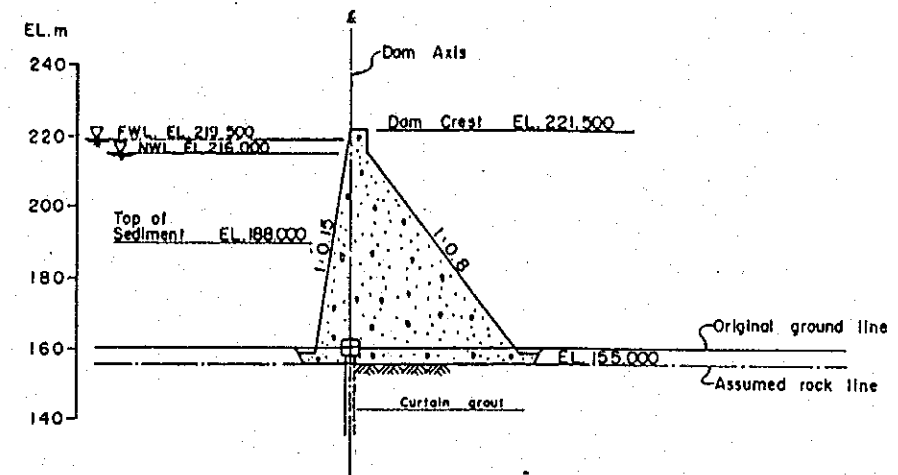 EL.m
℄
Dam Axis
240
220
200
180
160
140
FWL. EL. 219.500
NWL EL 216.000
Dam Crest EL. 221.500
Top of
Sediment EL. 188.000
1:0.15
1:0.8
Original ground line
EL. 155.000
Assumed rock line
Curtain grout